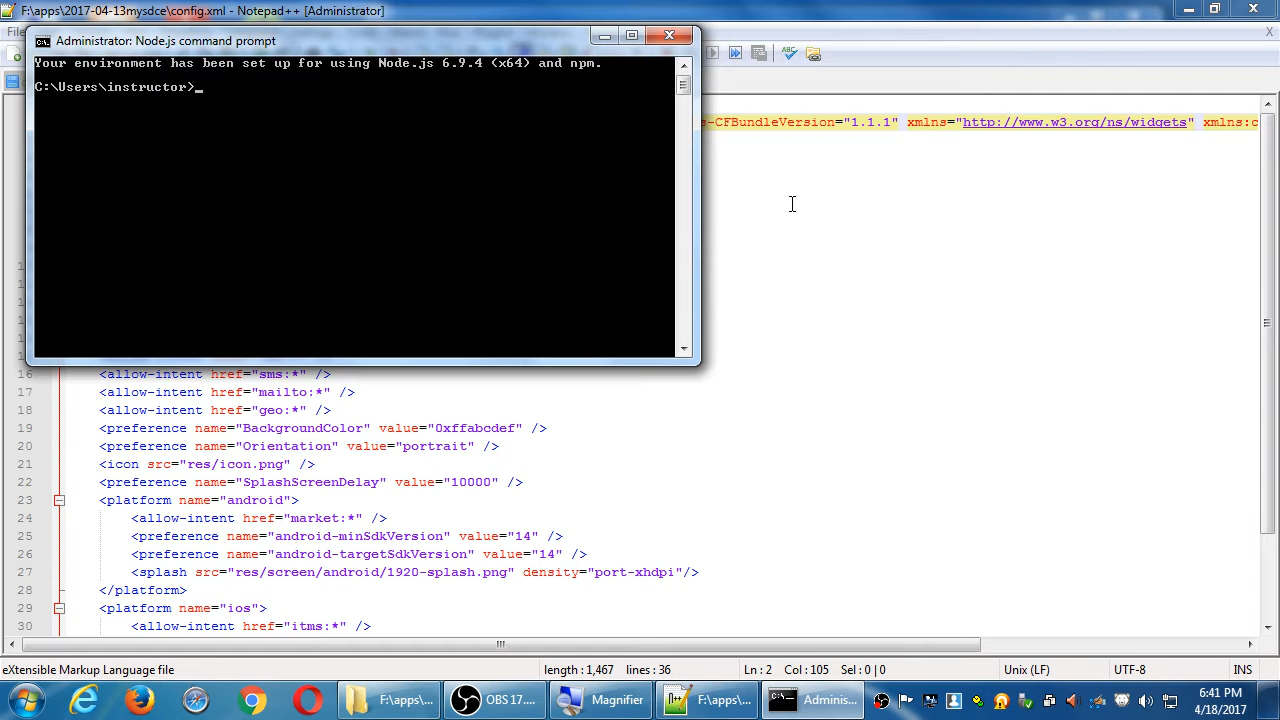 F:\apps\2017-04-13mysdce\config.xml - Notepad++ [Administrator]
Administrator: Node.js command prompt
Your environment has been set up for using Node.js 6.9.4 (x64) and npm.
C:\Users\instructor>_
s-CFBundleVersion="1.1.1" xmlns="http://www.w3.org/ns/widgets" xmlns:c
16 <allow-intent href="sms:*" />
17 <allow-intent href="mailto:*" />
18 <allow-intent href="geo:*" />
19 <preference name="BackgroundColor" value="0xffabcdef" />
20 <preference name="Orientation" value="portrait" />
21 <icon src="res/icon.png" />
22 <preference name="SplashScreenDelay" value="10000" />
23 <platform name="android">
24 <allow-intent href="market:*" />
25 <preference name="android-minSdkVersion" value="14" />
26 <preference name="android-targetSdkVersion" value="14" />
27 <splash src="res/screen/android/1920-splash.png" density="port-xhdpi"/>
28 </platform>
29 <platform name="ios">
30 <allow-intent href="itms:*" />
eXtensible Markup Language file length : 1,467 lines : 36 Ln : 2 Col : 105 Sel : 0 | 0 Unix (LF) UTF-8 INS
F:\apps\... OBS 17.... Magnifier F:\apps\... Adminis... 6:41 PM
4/18/2017